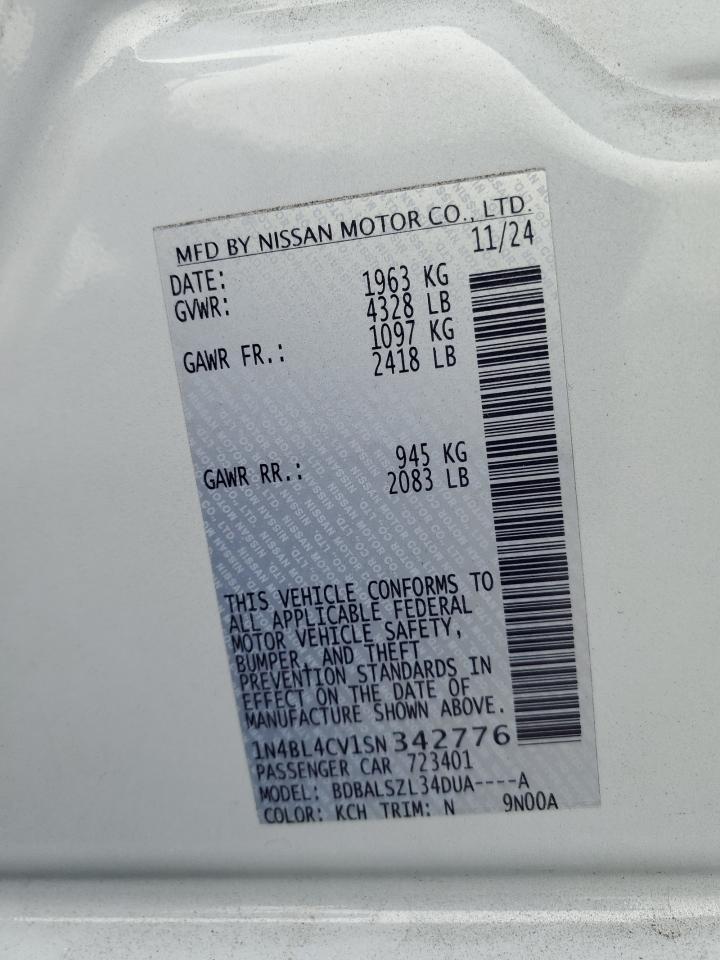 MFD BY NISSAN MOTOR CO., LTD.
DATE: 11/24
GVWR: 1963 KG
4328 LB
GAWR FR.: 1097 KG
2418 LB
GAWR RR.: 945 KG
2083 LB
THIS VEHICLE CONFORMS TO
ALL APPLICABLE FEDERAL
MOTOR VEHICLE SAFETY,
BUMPER, AND THEFT
PREVENTION STANDARDS IN
EFFECT ON THE DATE OF
MANUFACTURE SHOWN ABOVE.
1N4BL4CV1SN342776
PASSENGER CAR 723401
MODEL: BDBALSZL34DUA----A
COLOR: KCH TRIM: N 9N00A